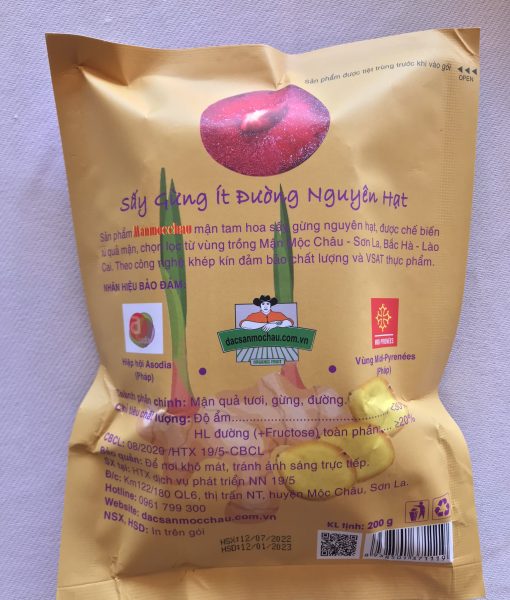 Sản phẩm được tiệt trùng trước khi vào gói
OPEN
Sấy Gừng ít Đường Nguyên Hạt
Sản phẩm Manmocchau mận tam hoa sấy gừng nguyên hạt, được chế biến
từ quả mận, chọn lọc từ vùng trồng Mận Mộc Châu - Sơn La, Bắc Hà - Lào
Cai. Theo công nghệ khép kín đảm bảo chất lượng và VSAT thực phẩm.
NHÃN HIỆU BẢO ĐẢM:
dacsanmochau.com.vn
MIDI-PYRENEES
Hiệp hội Asodia
(Pháp)
Vùng Mid-Pyrenées
(Pháp)
Thành phần chính: Mận quả tươi, gừng, đường.
Chỉ tiêu chất lượng: Độ ẩm
HL đường (+Fructose) toàn phần... ≥20%
CBCL: 08/2020 /HTX 19/5-CBCL
Bảo quản: Để nơi khô mát, tránh ánh sáng trực tiếp.
SX tại: HTX dịch vụ phát triển NN 19/5
Đ/c: Km122/180 QL6, thị trấn NT, huyện Mộc Châu, Sơn La.
Hotline: 0961 799 300
Website: dacsanmocchau.com.vn
NSX, HSD: In trên gói
KL tịnh: 200 g
NSX:12/07/2022
HSD:12/01/2023